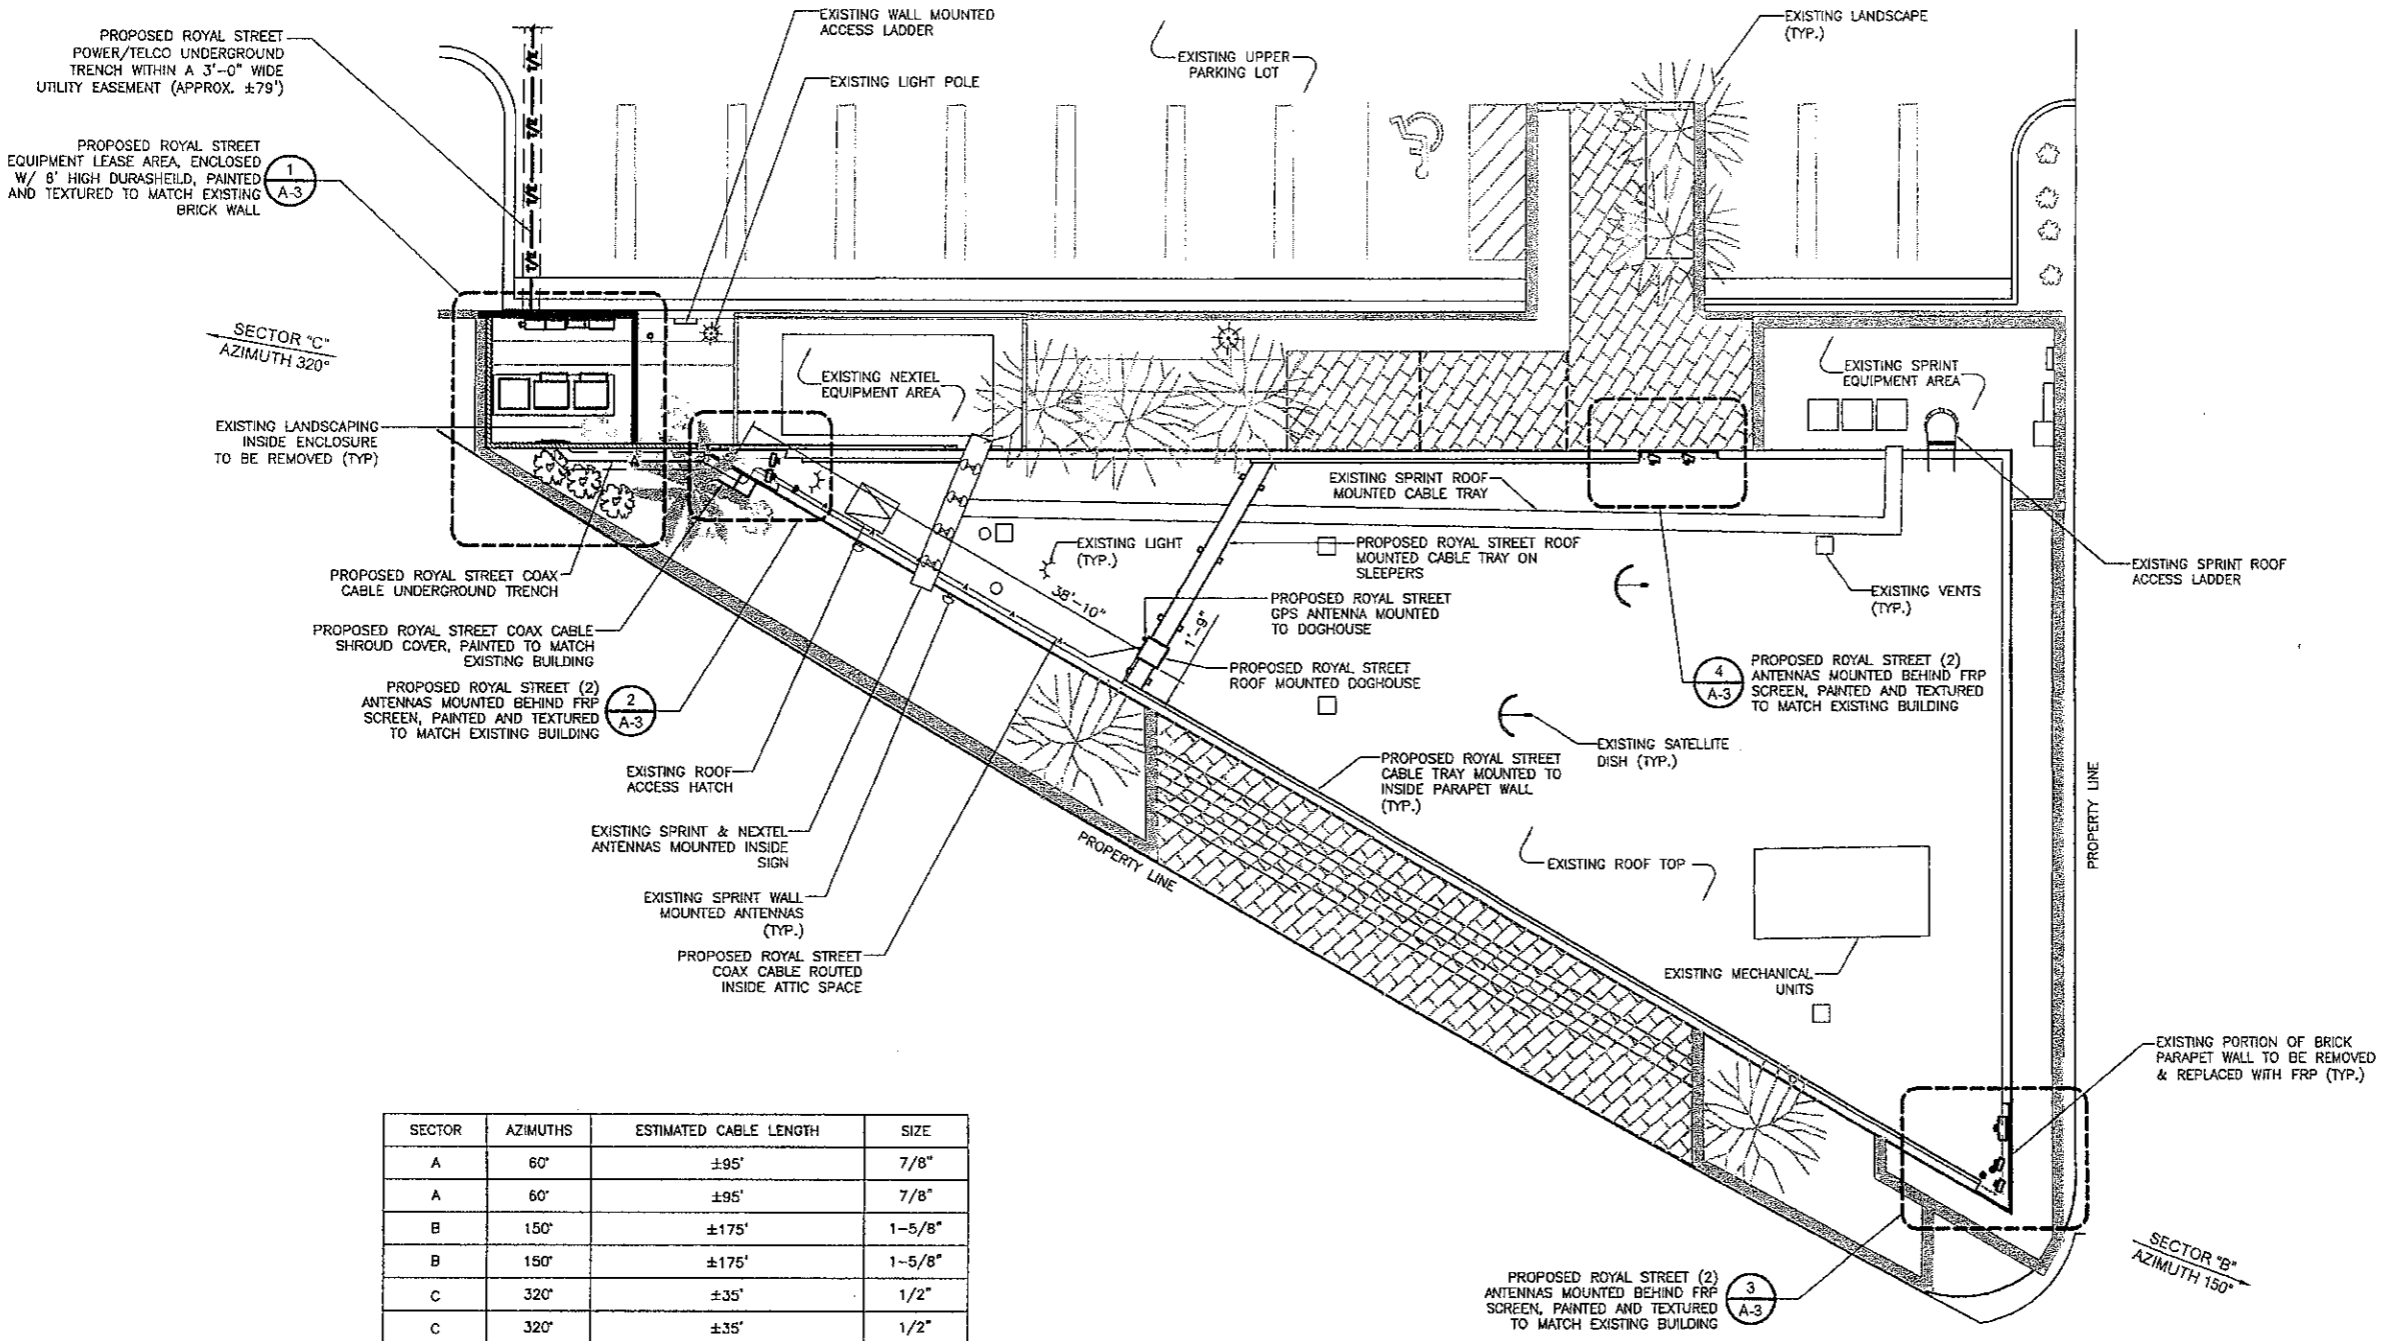 PROPOSED ROYAL STREET
POWER/TELCO UNDERGROUND
TRENCH WITHIN A 3'-0" WIDE
UTILITY EASEMENT (APPROX. ±79')
EXISTING WALL MOUNTED
ACCESS LADDER
EXISTING LIGHT POLE
EXISTING UPPER
PARKING LOT
EXISTING LANDSCAPE
(TYP.)
PROPOSED ROYAL STREET
EQUIPMENT LEASE AREA, ENCLOSED
W/ 8' HIGH DURASHEILD, PAINTED
AND TEXTURED TO MATCH EXISTING
BRICK WALL
1
A-3
SECTOR "C"
AZIMUTH 320°
EXISTING NEXTEL
EQUIPMENT AREA
EXISTING SPRINT
EQUIPMENT AREA
EXISTING LANDSCAPING
INSIDE ENCLOSURE
TO BE REMOVED (TYP)
EXISTING SPRINT ROOF
MOUNTED CABLE TRAY
EXISTING LIGHT
(TYP.)
PROPOSED ROYAL STREET ROOF
MOUNTED CABLE TRAY ON
SLEEPERS
EXISTING VENTS
(TYP.)
EXISTING SPRINT ROOF
ACCESS LADDER
PROPOSED ROYAL STREET COAX
CABLE UNDERGROUND TRENCH
38'-10"
1'-9"
PROPOSED ROYAL STREET
GPS ANTENNA MOUNTED
TO DOGHOUSE
PROPOSED ROYAL STREET COAX CABLE
SHROUD COVER, PAINTED TO MATCH
EXISTING BUILDING
PROPOSED ROYAL STREET
ROOF MOUNTED DOGHOUSE
4
A-3
PROPOSED ROYAL STREET (2)
ANTENNAS MOUNTED BEHIND FRP
SCREEN, PAINTED AND TEXTURED
TO MATCH EXISTING BUILDING
PROPOSED ROYAL STREET (2)
ANTENNAS MOUNTED BEHIND FRP
SCREEN, PAINTED AND TEXTURED
TO MATCH EXISTING BUILDING
2
A-3
EXISTING SATELLITE
DISH (TYP.)
PROPOSED ROYAL STREET
CABLE TRAY MOUNTED TO
INSIDE PARAPET WALL
(TYP.)
EXISTING ROOF
ACCESS HATCH
EXISTING SPRINT & NEXTEL
ANTENNAS MOUNTED INSIDE
SIGN
PROPERTY LINE
PROPERTY LINE
EXISTING ROOF TOP
EXISTING SPRINT WALL
MOUNTED ANTENNAS
(TYP.)
PROPOSED ROYAL STREET
COAX CABLE ROUTED
INSIDE ATTIC SPACE
EXISTING MECHANICAL
UNITS
EXISTING PORTION OF BRICK
PARAPET WALL TO BE REMOVED
& REPLACED WITH FRP (TYP.)
SECTOR AZIMUTHS ESTIMATED CABLE LENGTH SIZE
A 60° ±95' 7/8"
A 60° ±95' 7/8"
B 150° ±175' 1-5/8"
B 150° ±175' 1-5/8"
C 320° ±35' 1/2"
C 320° ±35' 1/2"
SECTOR "B"
AZIMUTH 150°
PROPOSED ROYAL STREET (2)
ANTENNAS MOUNTED BEHIND FRP
SCREEN, PAINTED AND TEXTURED
TO MATCH EXISTING BUILDING
3
A-3